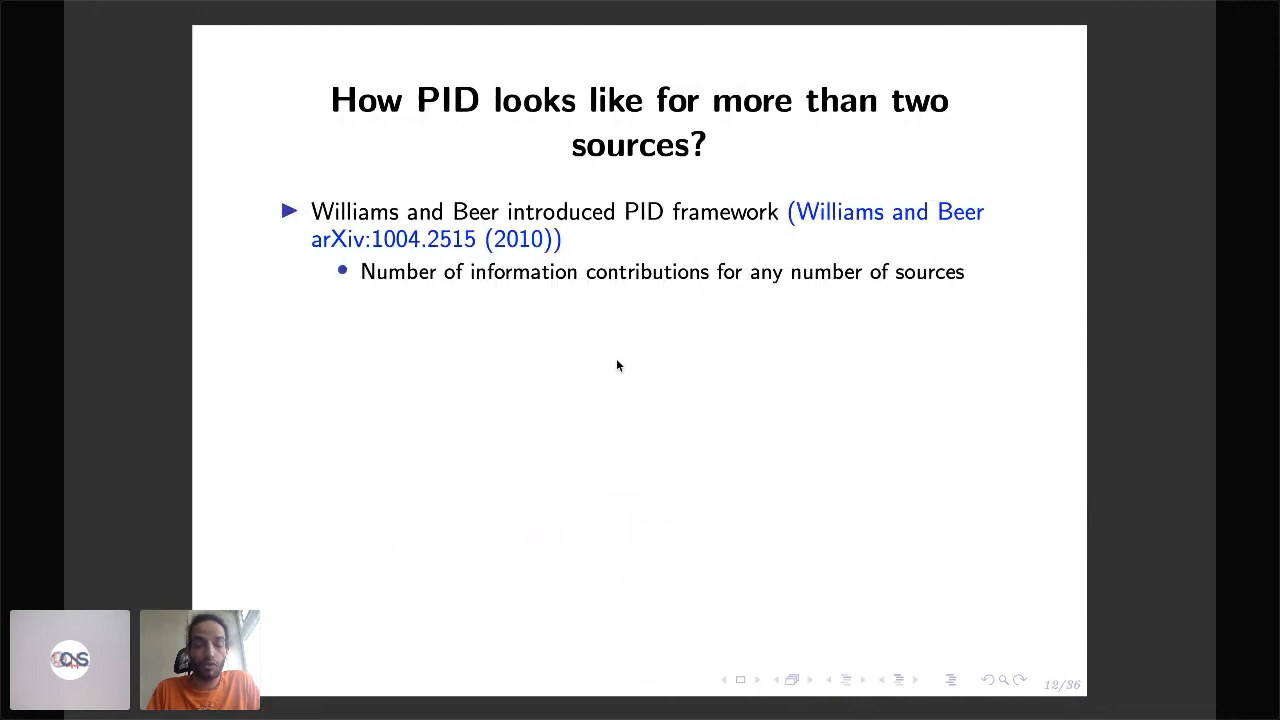 How PID looks like for more than two
sources?
Williams and Beer introduced PID framework (Williams and Beer
arXiv:1004.2515 (2010))
Number of information contributions for any number of sources
12/36